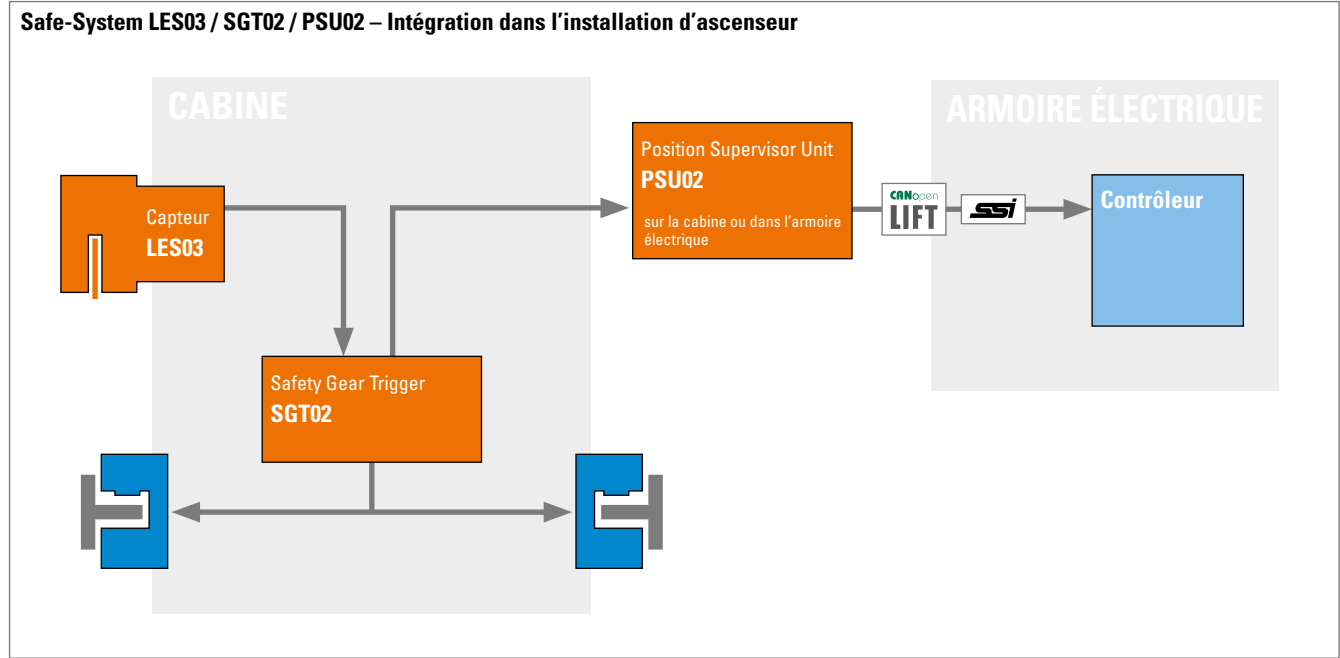 Safe-System LES03 / SGT02 / PSU02 – Intégration dans l'installation d'ascenseur
CABINE
ARMOIRE ÉLECTRIQUE
Capteur
LES03
Position Supervisor Unit
PSU02
sur la cabine ou dans l'armoire
électrique
CANopen
LIFT
SSi
Contrôleur
Safety Gear Trigger
SGT02